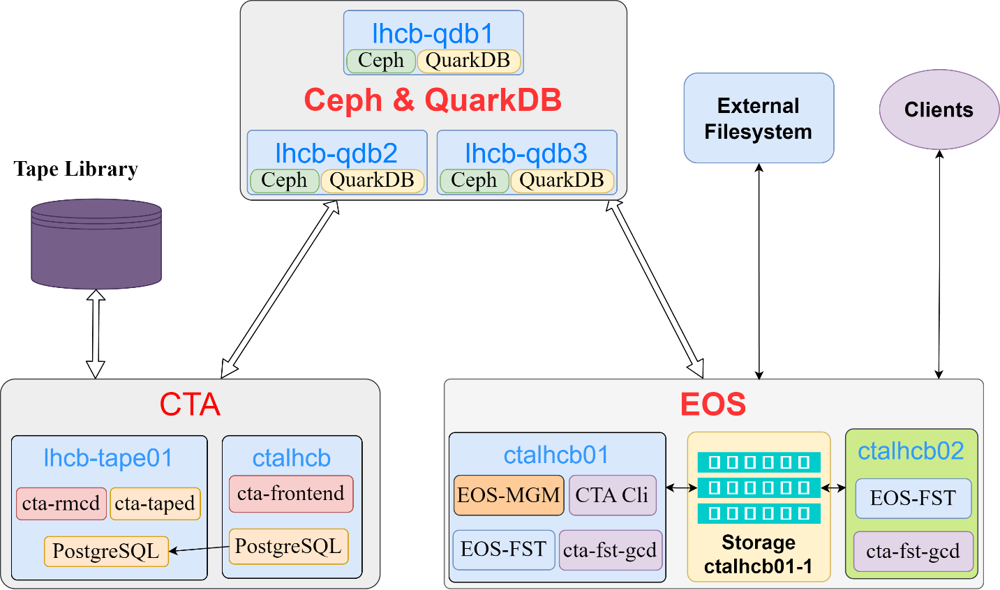 lhcb-qdb1
Ceph QuarkDB
Ceph & QuarkDB
lhcb-qdb2 lhcb-qdb3
Ceph QuarkDB Ceph QuarkDB
External
Filesystem
Clients
Tape Library
CTA
lhcb-tape01
cta-rmcd cta-taped
PostgreSQL
ctalhcb
cta-frontend
PostgreSQL
EOS
ctalhcb01
EOS-MGM CTA Cli
EOS-FST cta-fst-gcd
Storage
ctalhcb01-1
ctalhcb02
EOS-FST
cta-fst-gcd